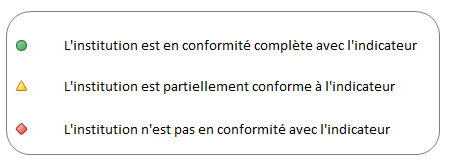 L'institution est en conformité complète avec l'indicateur
L'institution est partiellement conforme à l'indicateur
L'institution n'est pas en conformité avec l'indicateur